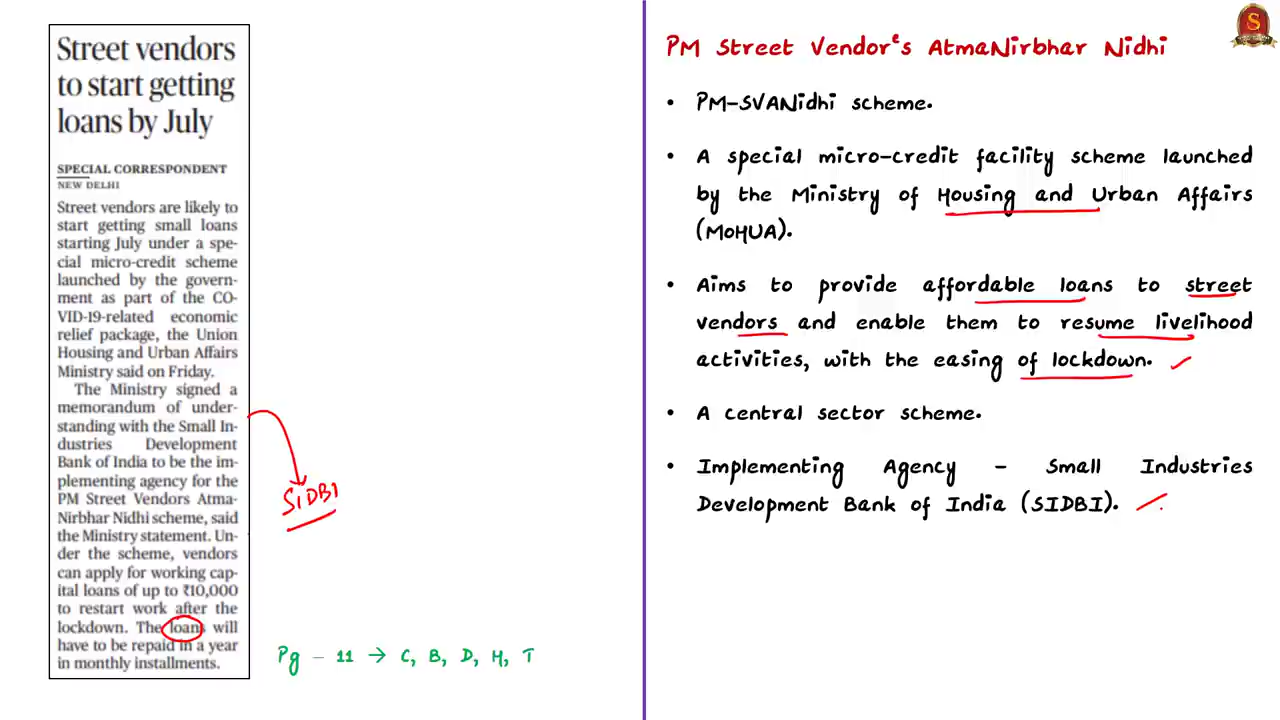 Street vendors
to start getting
loans by July
SPECIAL CORRESPONDENT
NEW DELHI
Street vendors are likely to
start getting small loans
starting July under a spe-
cial micro-credit scheme
launched by the govern-
ment as part of the CO-
VID-19-related economic
relief package, the Union
Housing and Urban Affairs
Ministry said on Friday.
The Ministry signed a
memorandum of under-
standing with the Small In-
dustries Development
Bank of India to be the im-
plementing agency for the
PM Street Vendors Atma-
Nirbhar Nidhi scheme, said
the Ministry statement. Un-
der the scheme, vendors
can apply for working cap-
ital loans of up to ₹10,000
to restart work after the
lockdown. The loans will
have to be repaid in a year
in monthly installments.
SIDBI
Pg - 11 → C, B, D, H, T
PM Street Vendor's AtmaNirbhar Nidhi
• PM-SVANidhi scheme.
• A special micro-credit facility scheme launched
by the Ministry of Housing and Urban Affairs
(MoHUA).
• Aims to provide affordable loans to street
vendors and enable them to resume livelihood
activities, with the easing of lockdown.
• A central sector scheme.
• Implementing Agency - Small Industries
Development Bank of India (SIDBI).
S